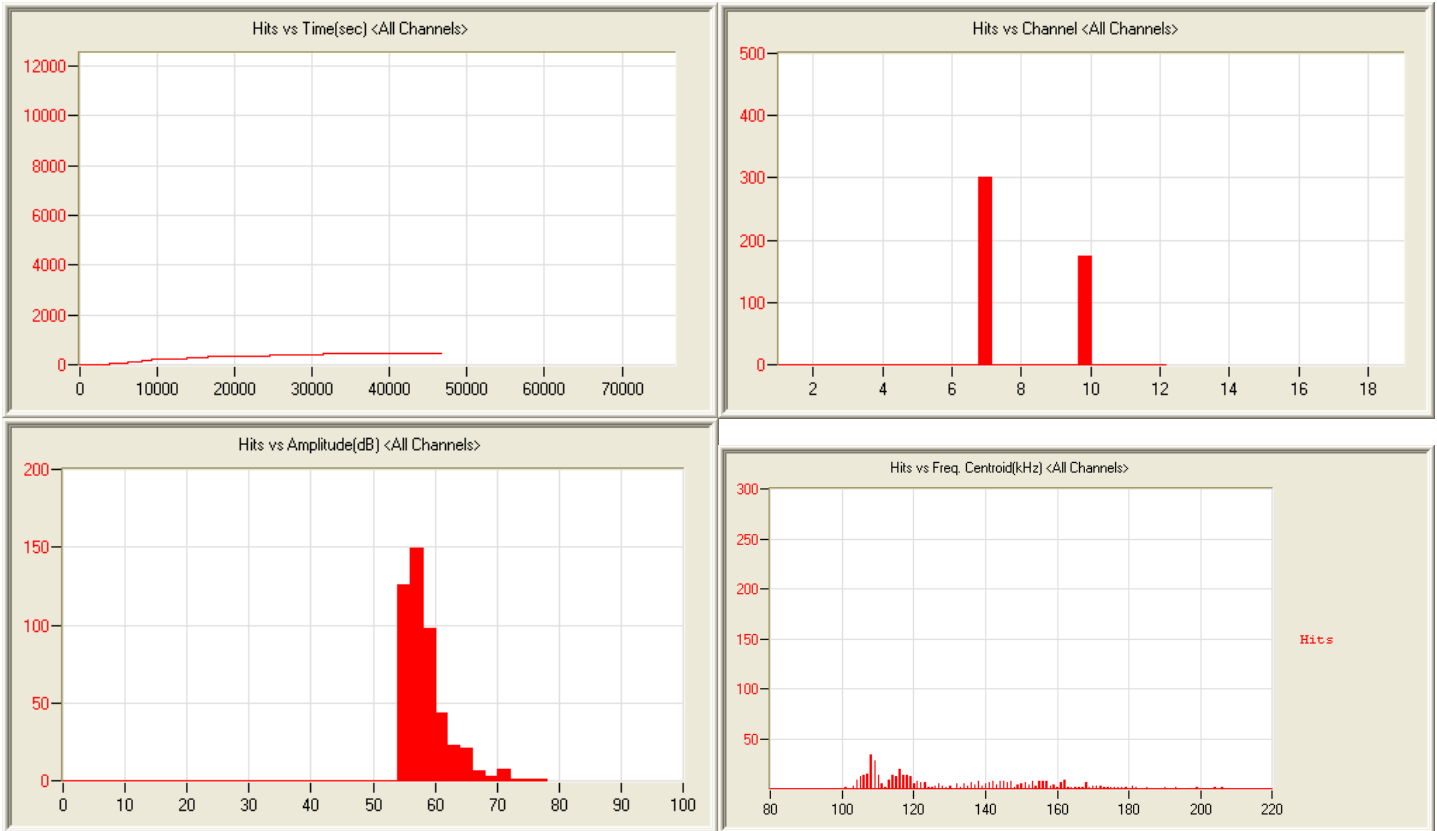 Hits vs Time(sec) <All Channels>
12000
10000
8000
6000
4000
2000
0
0 10000 20000 30000 40000 50000 60000 70000
Hits vs Channel <All Channels>
500
400
300
200
100
0
2 4 6 8 10 12 14 16 18
Hits vs Amplitude(dB) <All Channels>
200
150
100
50
0
0 10 20 30 40 50 60 70 80 90 100
Hits vs Freq. Centroid(kHz) <All Channels>
300
250
200
150
100
50
80 100 120 140 160 180 200 220
Hits